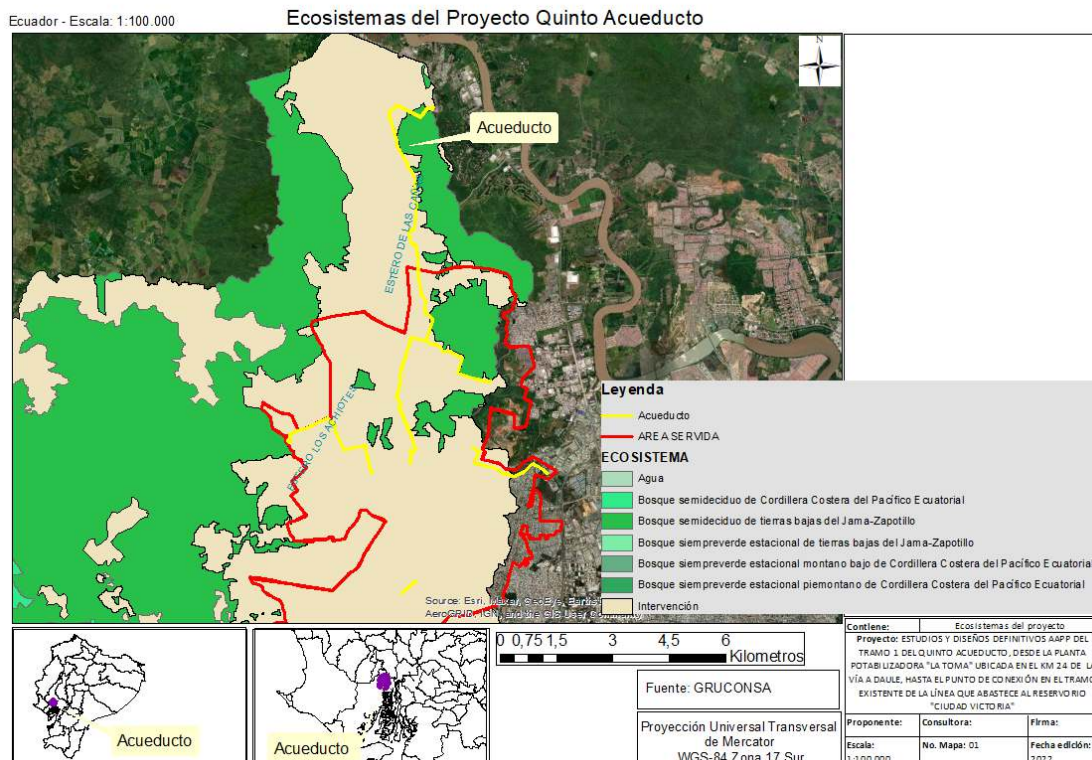 Ecuador - Escala: 1:100.000
Ecosistemas del Proyecto Quinto Acueducto
N
Acueducto
ESTERO DE LAS
ESTERO LOS ACHIOTES
Leyenda
Acueducto
AREA SERVIDA
ECOSISTEMA
Agua
Bosque semideciduo de Cordillera Costera del Pacífico Ecuatorial
Bosque semideciduo de tierras bajas del Jama-Zapotillo
Bosque siempreverde estacional de tierras bajas del Jama-Zapotillo
Bosque siempreverde estacional montano bajo de Cordillera Costera del Pacífico Ecuatorial
Bosque siempreverde estacional piemontano de Cordillera Costera del Pacífico Ecuatorial
Intervención
Source: Esri, Maxar, GeoEye,
AeroGRID, IGN, and the GIS User Community
Acueducto
Acueducto
0 0,75 1,5 3 4,5 6
Kilometros
Fuente: GRUCONSA
Proyección Universal Transversal
de Mercator
WGS-84 Zona 17 Sur
Contiene: Ecosistemas del proyecto
Proyecto: ESTUDIOS Y DISEÑOS DEFINITIVOS AAPP DEL
TRAMO 1 DEL QUINTO ACUEDUCTO, DESDE LA PLANTA
POTABILIZADORA "LA TOMA" UBICADA EN EL KM 24 DE LA
VÍA A DAULE, HASTA EL PUNTO DE CONEXIÓN EN EL TRAMO
EXISTENTE DE LA LÍNEA QUE ABASTECE AL RESERVORIO
"CIUDAD VICTORIA"
Proponente: Consultora: Firma:
Escala: No. Mapa: 01 Fecha edición:
1:100.000 2022